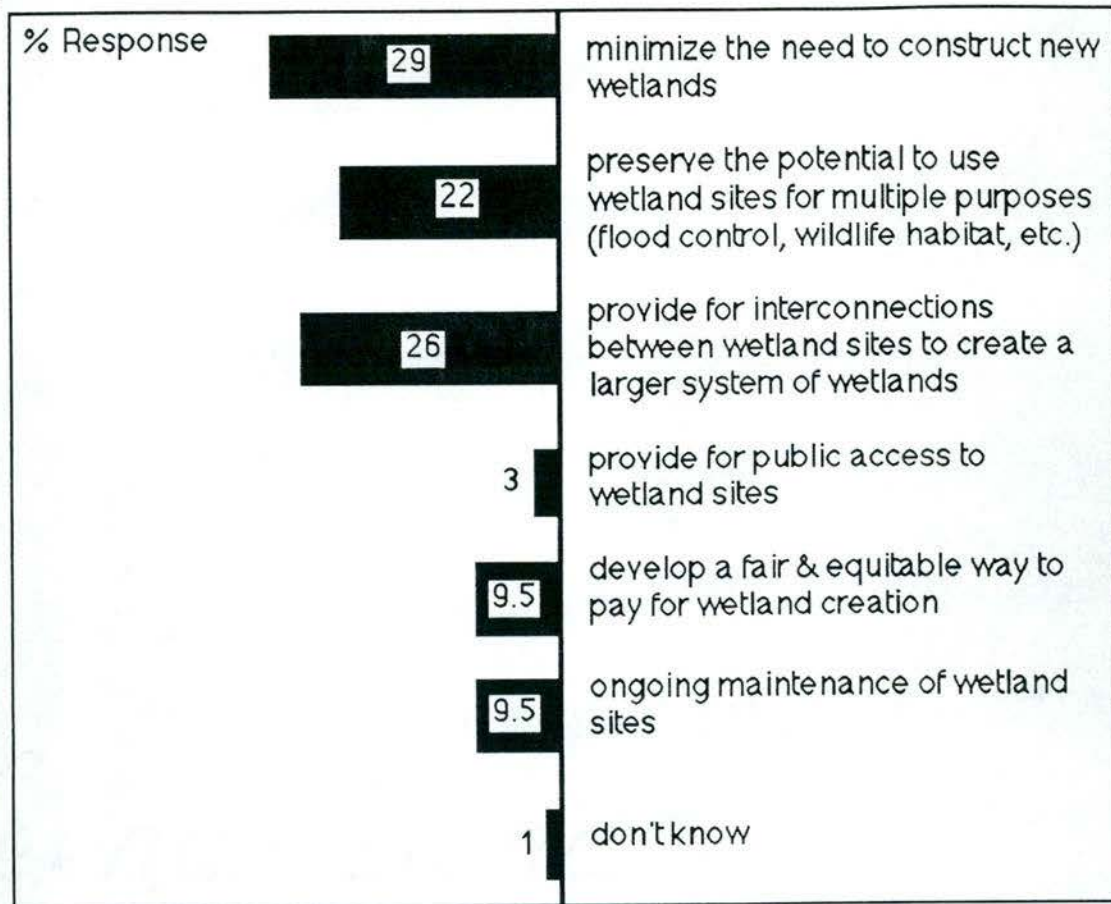 % Response
29
minimize the need to construct new
wetlands
22
preserve the potential to use
wetland sites for multiple purposes
(flood control, wildlife habitat, etc.)
26
provide for interconnections
between wetland sites to create a
larger system of wetlands
3
provide for public access to
wetland sites
9.5
develop a fair & equitable way to
pay for wetland creation
9.5
ongoing maintenance of wetland
sites
1
don't know